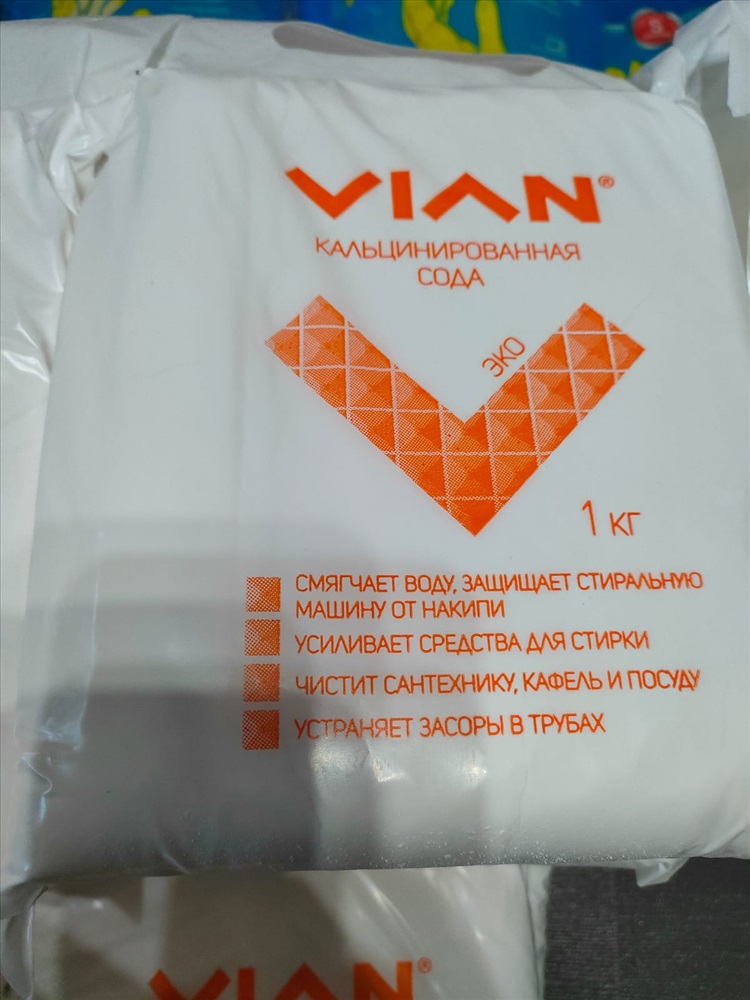 VIAN®
КАЛЬЦИНИРОВАННАЯ
СОДА
ЭКО
1 КГ
СМЯГЧАЕТ ВОДУ, ЗАЩИЩАЕТ СТИРАЛЬНУЮ
МАШИНУ ОТ НАКИПИ
УСИЛИВАЕТ СРЕДСТВА ДЛЯ СТИРКИ
ЧИСТИТ САНТЕХНИКУ, КАФЕЛЬ И ПОСУДУ
УСТРАНЯЕТ ЗАСОРЫ В ТРУБАХ
VIAN®